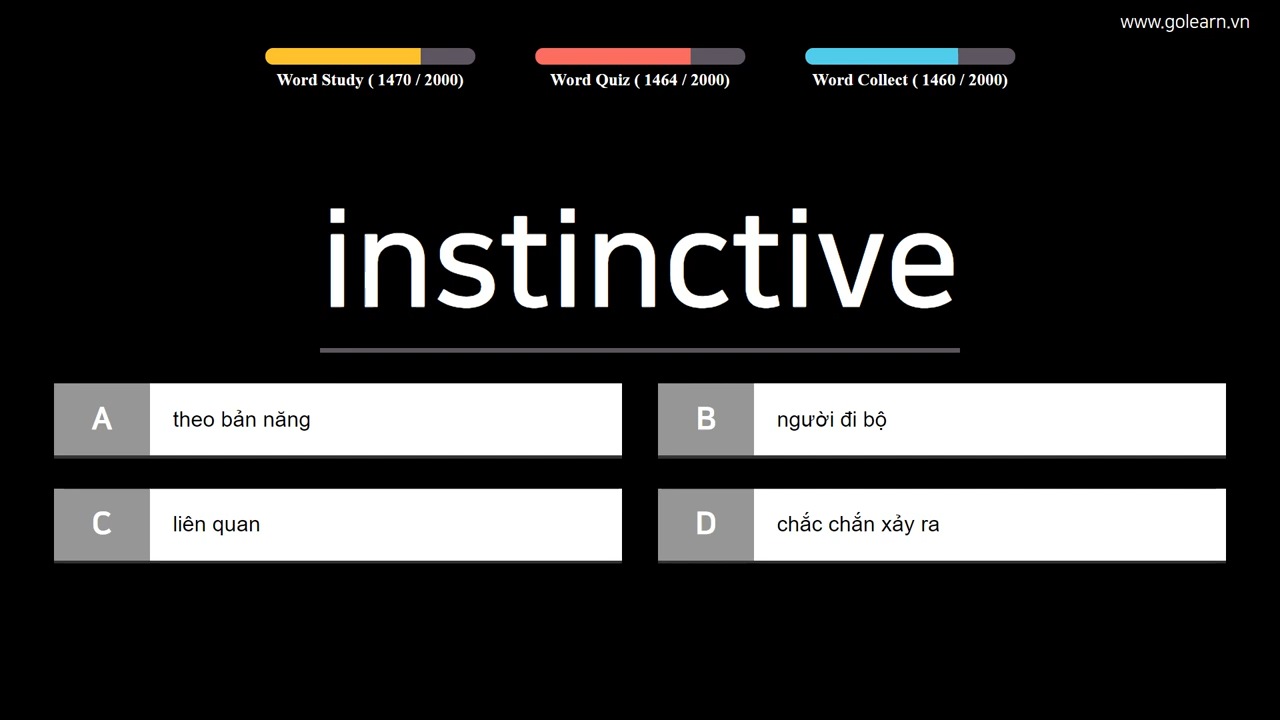 www.golearn.vn
Word Study ( 1470 / 2000)
Word Quiz ( 1464 / 2000)
Word Collect ( 1460 / 2000)
instinctive
A theo bản năng
B người đi bộ
C liên quan
D chắc chắn xảy ra